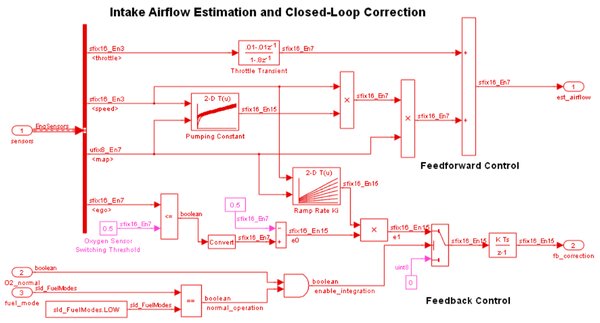 Intake Airflow Estimation and Closed-Loop Correction
sfix16_En3
<throttle>
.01-.01z-1
1-.8z-1
Throttle Transient
sfix16_En7
sfix16_En3
<speed>
2-D T(u)
Pumping Constant
sfix16_En15
×
sfix16_En7
×
sfix16_En7
+
+
sfix16_En7
1
est_airflow
1
sensors
EngSensors
ufix8_En7
<map>
Feedforward Control
2-D T(u)
Ramp Rate Ki
sfix16_En15
sfix16_En7
<ego>
0.5
sfix16_En7
Oxygen Sensor
Switching Threshold
<=
boolean
Convert
sfix16_En7
0.5
sfix16_En7
−
+
sfix16_En15
e0
×
sfix16_En15
e1
sfix16_En15
K Ts
z-1
sfix16_En15
2
fb_correction
uint8
0
2
O2_normal
boolean
3
fuel_mode
sld_FuelModes
sld_FuelModes.LOW
sld_FuelModes
==
boolean
normal_operation
boolean
enable_integration
Feedback Control